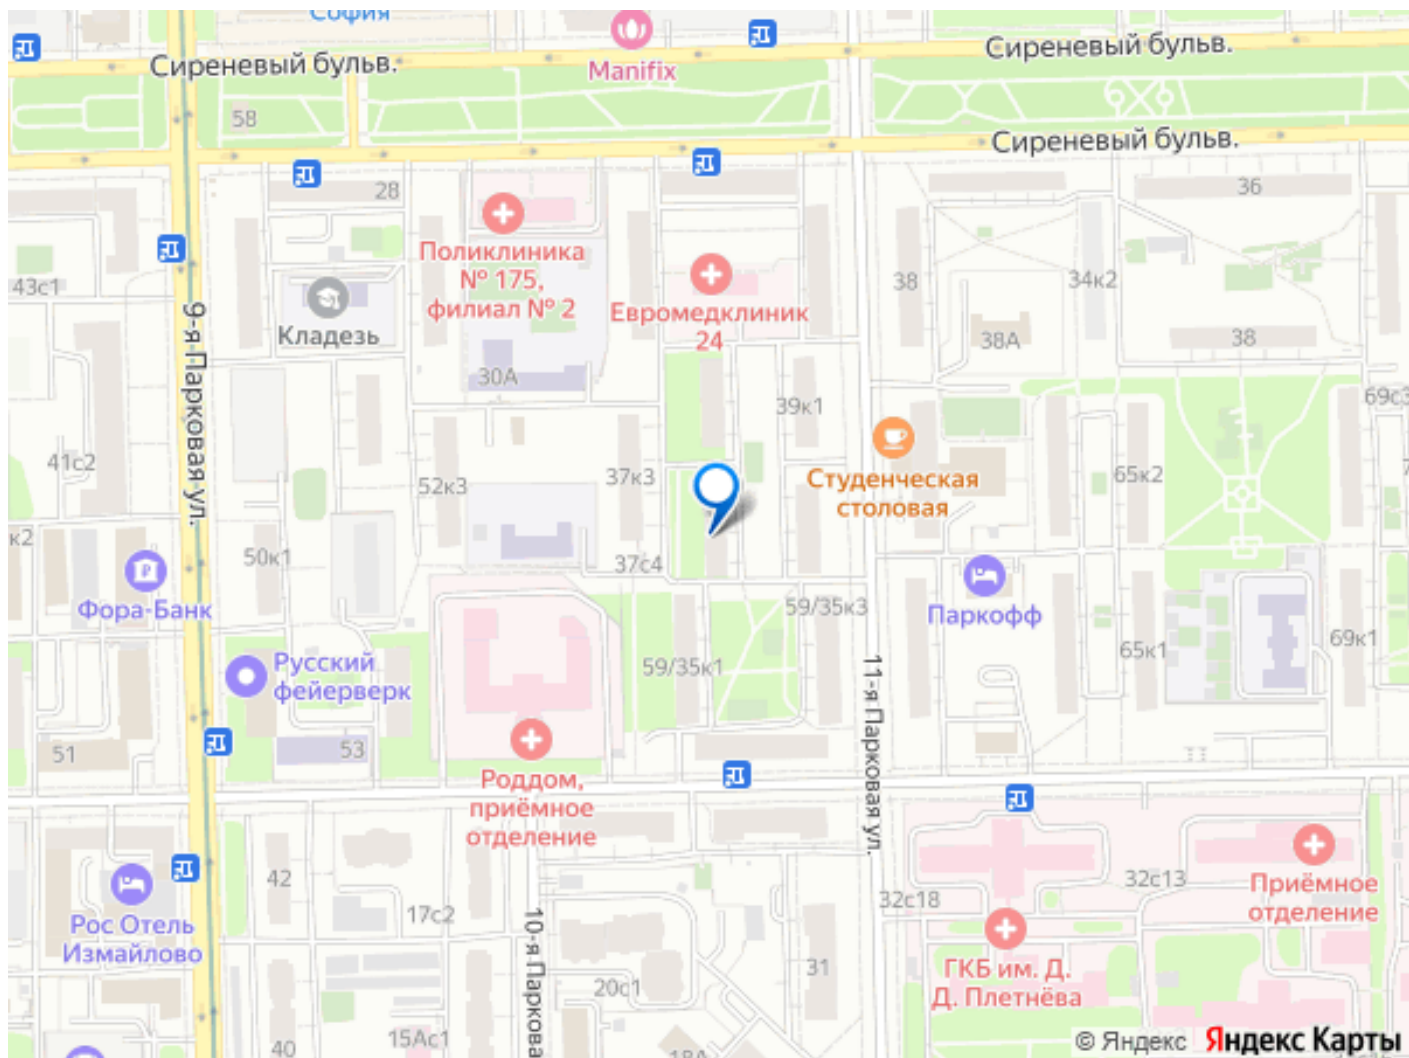 София
Manifix
Сиреневый бульв.
Сиреневый бульв.
58
Сиреневый бульв.
28
36
Поликлиника
№ 175,
филиал № 2
43с1
Кладезь
Евромедклиник
24
38
34к2
38А
38
9-я Парковая ул.
30А
39к1
69с3
41с2
52к3
37к3
Студенческая
столовая
65к2
к2
50к1
37с4
Фора-Банк
59/35к3
Паркофф
Русский
фейерверк
59/35к1
65к1
69к1
11-я Парковая ул.
51
53
Роддом,
приёмное
отделение
42
17с2
32с18
32с13
Приёмное
отделение
Рос Отель
Измайлово
10-я Паркова
20с1
31
ГКБ им. Д.
Д. Плетнёва
40
15Ас1
18А
© Яндекс Яндекс Карты